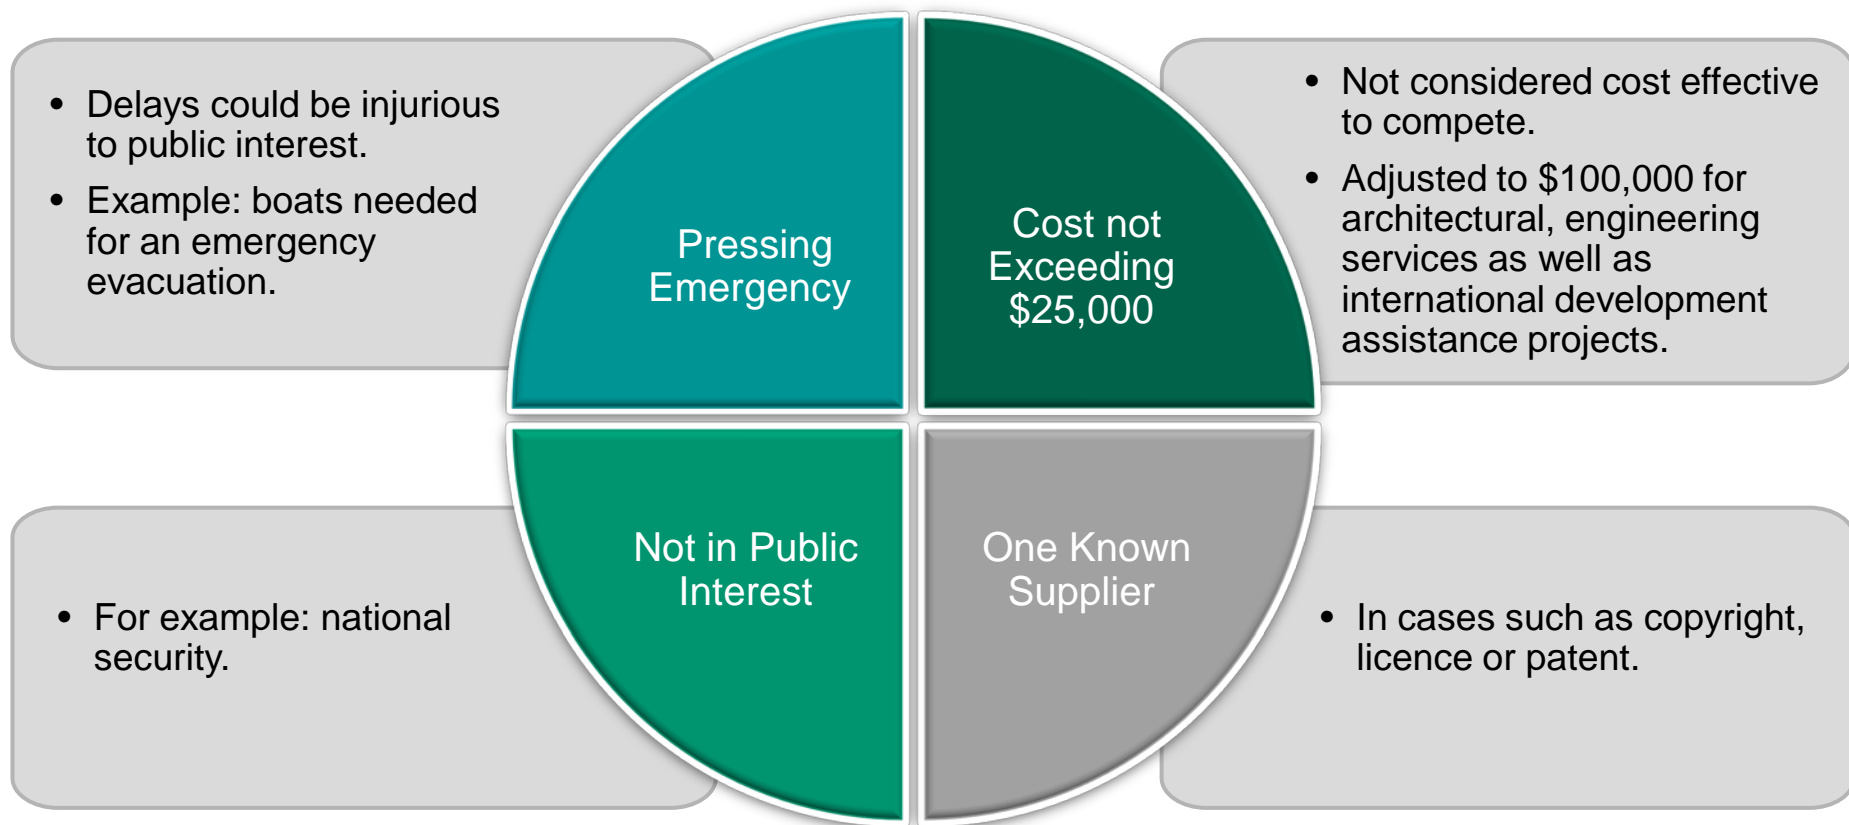 • Delays could be injurious
to public interest.
• Example: boats needed
for an emergency
evacuation.
Pressing
Emergency
Cost not
Exceeding
$25,000
• Not considered cost effective
to compete.
• Adjusted to $100,000 for
architectural, engineering
services as well as
international development
assistance projects.
• For example: national
security.
Not in Public
Interest
One Known
Supplier
• In cases such as copyright,
licence or patent.